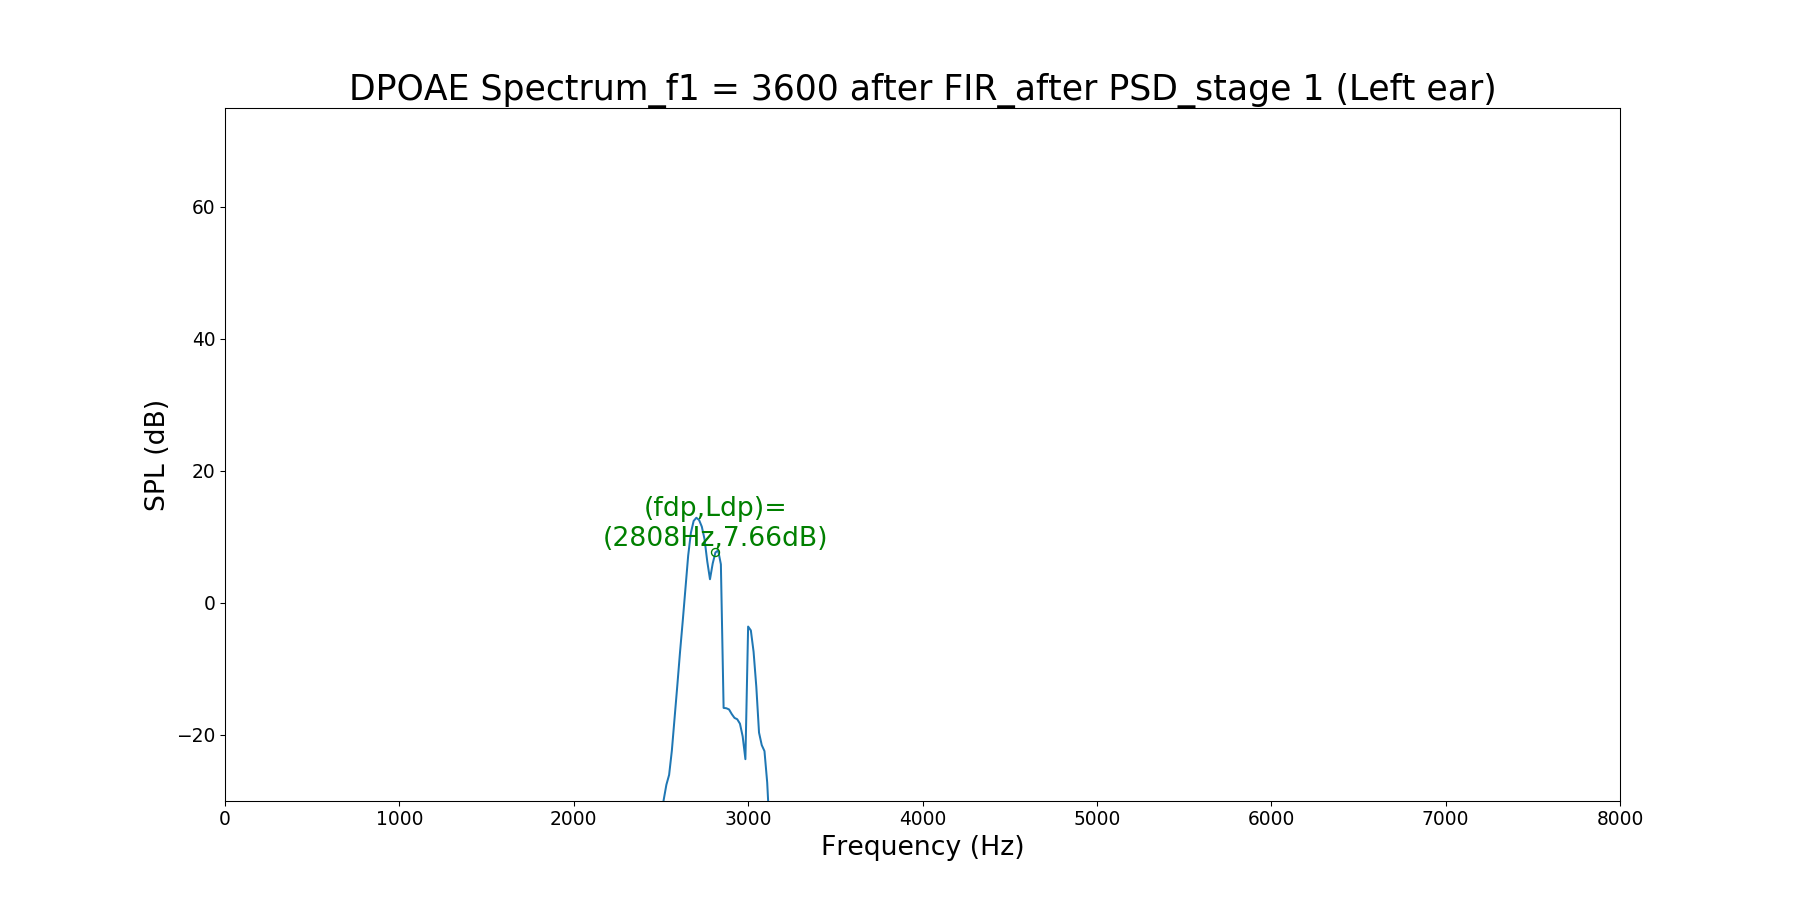 DPOAE Spectrum_f1 = 3600 after FIR_after PSD_stage 1 (Left ear)
60
40
20
0
−20
SPL (dB)
(fdp,Ldp)=
(2808Hz,7.66dB)
0 1000 2000 3000 4000 5000 6000 7000 8000
Frequency (Hz)